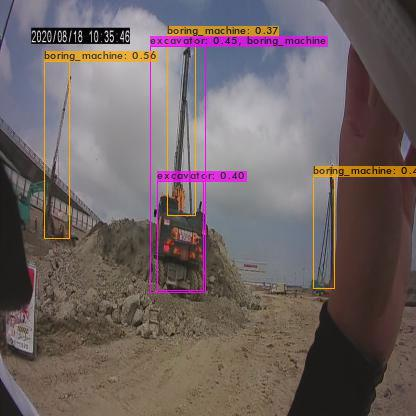 boring_machine: 0.37
2020/08/18 10:35:46
excavator: 0.45, boring_machine
boring_machine: 0.56
boring_machine: 0.4
excavator: 0.40